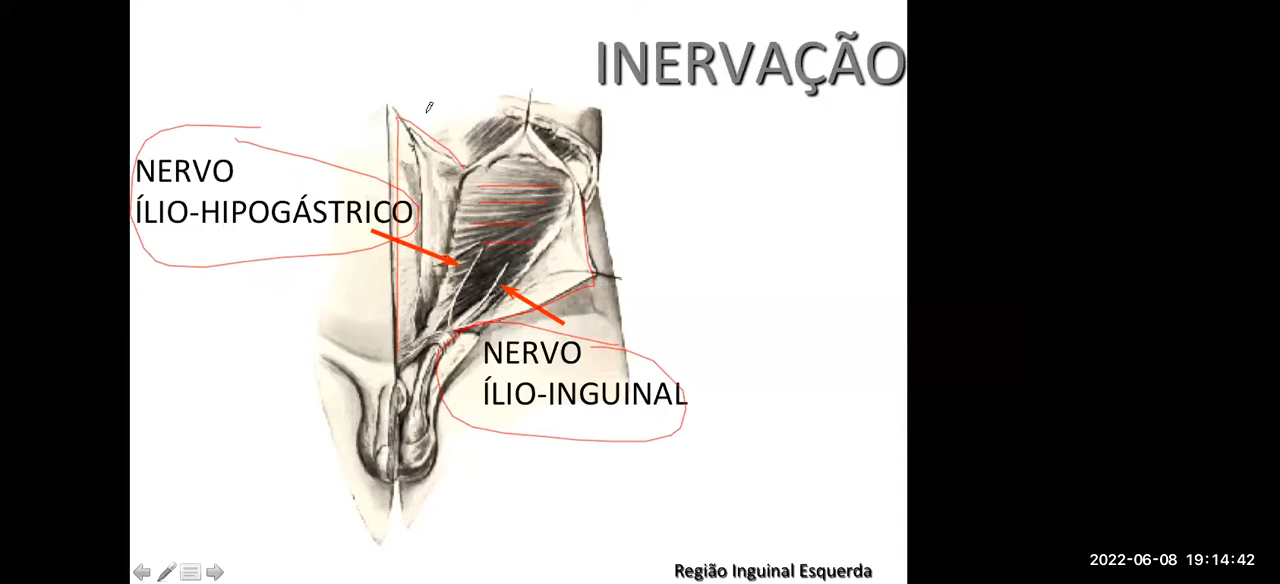 INERVAÇÃO
NERVO
ÍLIO-HIPOGÁSTRICO
NERVO
ÍLIO-INGUINAL
Região Inguinal Esquerda
2022-06-08 19:14:42